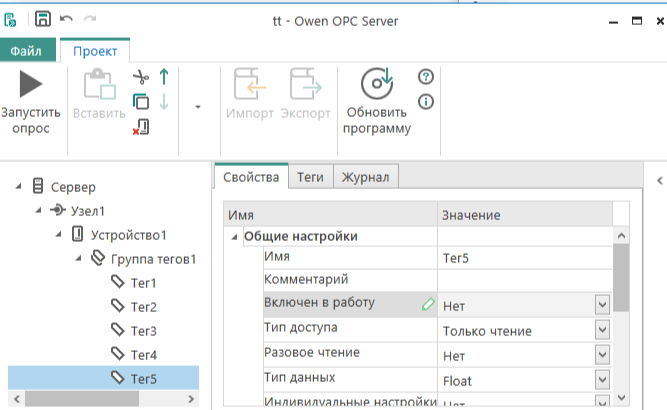 tt - Owen OPC Server
Файл
Проект
Запустить опрос
Вставить
Импорт
Экспорт
Обновить программу
Сервер
Узел1
Устройство1
Группа тегов1
Тег1
Тег2
Тег3
Тег4
Тег5
Свойства
Теги
Журнал
Имя
Значение
Общие настройки
Имя
Тег5
Комментарий
Включен в работу
Нет
Тип доступа
Только чтение
Разовое чтение
Нет
Тип данных
Float
Индивидуальные настройки
Нет